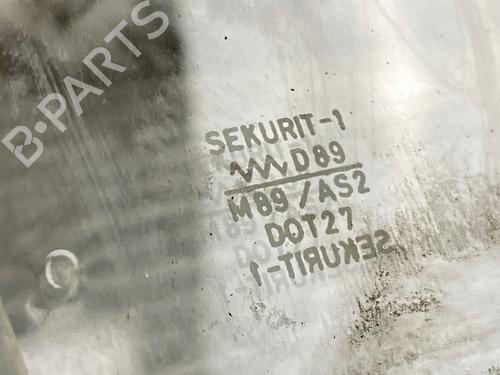 B-PARTS
SEKURIT-1
D89
M89/AS2
DOT27
SEKURIT-1